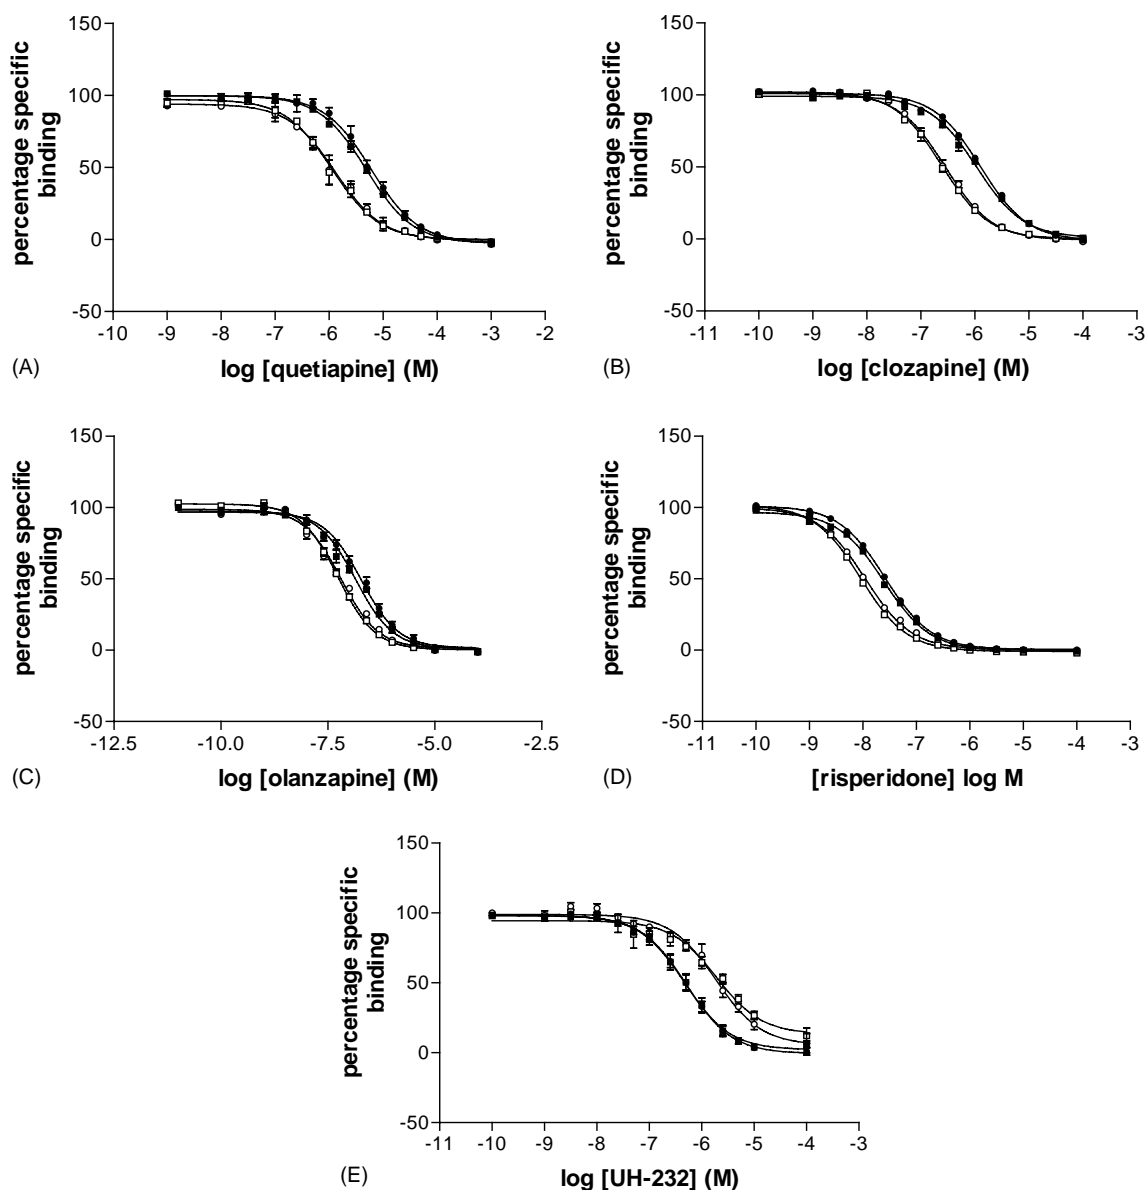 150
100
50
0
-50
percentage specific
binding
-10 -9 -8 -7 -6 -5 -4 -3 -2
log [quetiapine] (M)
(A)
150
100
50
0
-50
percentage specific
binding
-11 -10 -9 -8 -7 -6 -5 -4 -3
log [clozapine] (M)
(B)
150
100
50
0
-50
percentage specific
binding
-12.5 -10.0 -7.5 -5.0 -2.5
log [olanzapine] (M)
(C)
150
100
50
0
-50
percentage specific
binding
-11 -10 -9 -8 -7 -6 -5 -4 -3
[risperidone] log M
(D)
150
100
50
0
-50
percentage specific
binding
-11 -10 -9 -8 -7 -6 -5 -4 -3
log [UH-232] (M)
(E)